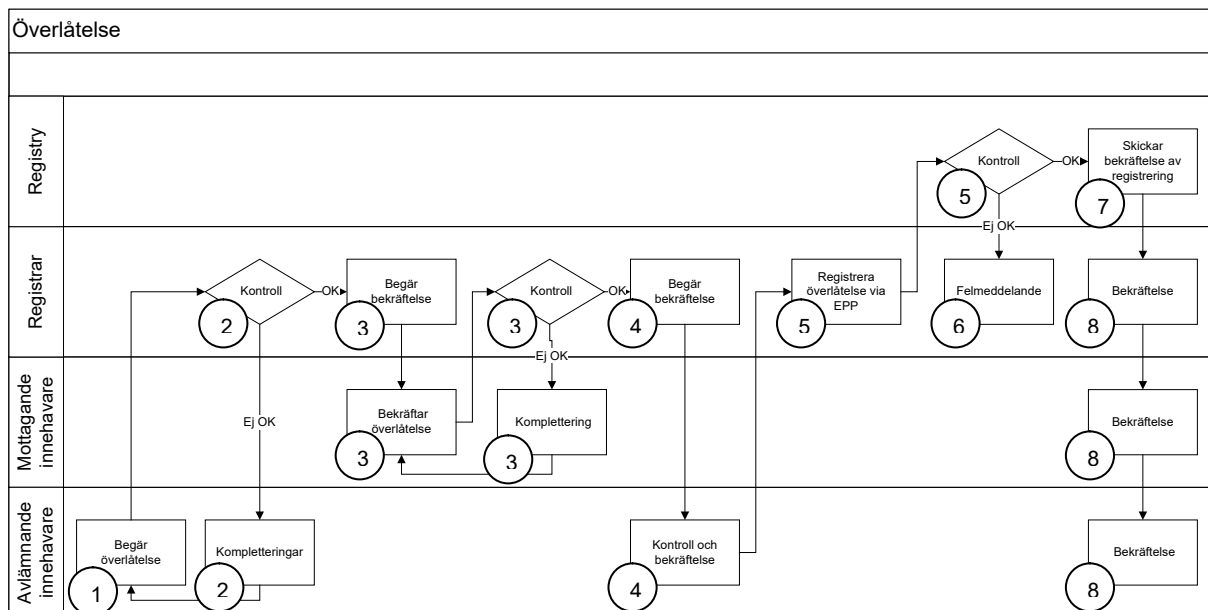 Överlåtelse
Registry
Kontroll
5
OK
Skickar
bekräftelse av
registrering
7
Ej OK
Registrar
Kontroll
2
OK
Begär
bekräftelse
3
Kontroll
3
OK
Begär
bekräftelse
4
Registrera
överlåtelse via
EPP
5
Felmeddelande
6
Bekräftelse
8
Ej OK
Mottagande
innehavare
Ej OK
Bekräftar
överlåtelse
3
Komplettering
3
Bekräftelse
8
Avlämnande
innehavare
Begär
överlåtelse
1
Kompletteringar
2
Kontroll och
bekräftelse
4
Bekräftelse
8